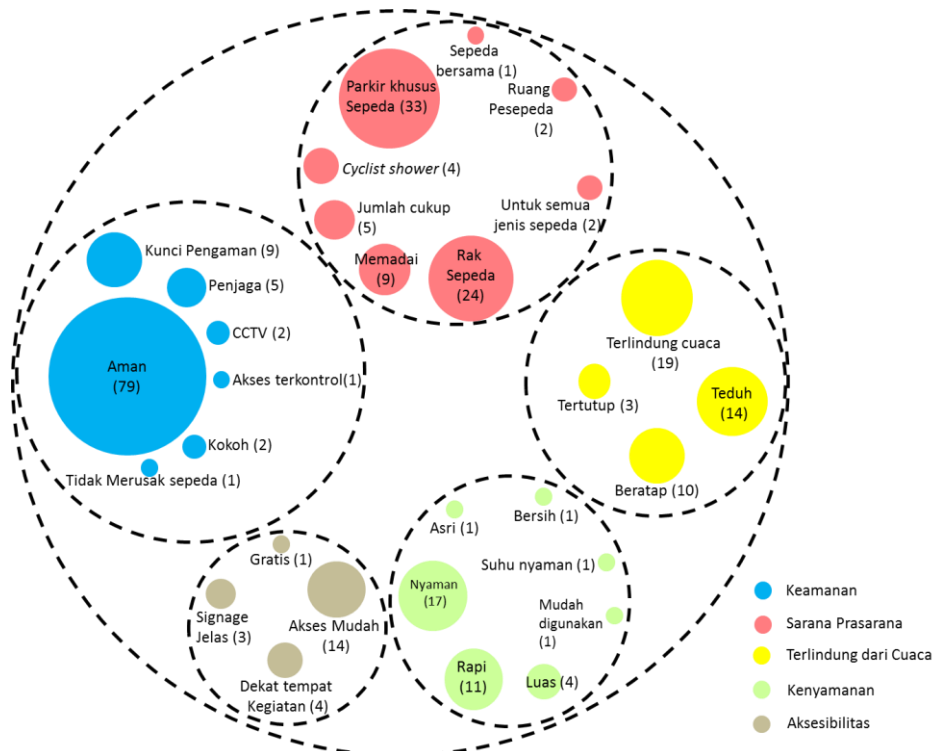 Sepeda
bersama (1)
Parkir khusus
Sepeda (33)
Ruang
Pesepeda
(2)
Cyclist shower (4)
Jumlah cukup
(5)
Untuk semua
jenis sepeda (2)
Memadai
(9)
Rak
Sepeda
(24)
Kunci Pengaman (9)
Penjaga (5)
CCTV (2)
Aman
(79)
Akses terkontrol(1)
Kokoh (2)
Tidak Merusak sepeda (1)
Terlindung cuaca
(19)
Tertutup (3)
Teduh
(14)
Beratap (10)
Gratis (1)
Signage
Jelas (3)
Akses Mudah
(14)
Dekat tempat
Kegiatan (4)
Asri (1)
Bersih (1)
Suhu nyaman (1)
Nyaman
(17)
Mudah
digunakan
(1)
Rapi
(11)
Luas (4)
Keamanan
Sarana Prasarana
Terlindung dari Cuaca
Kenyamanan
Aksesibilitas